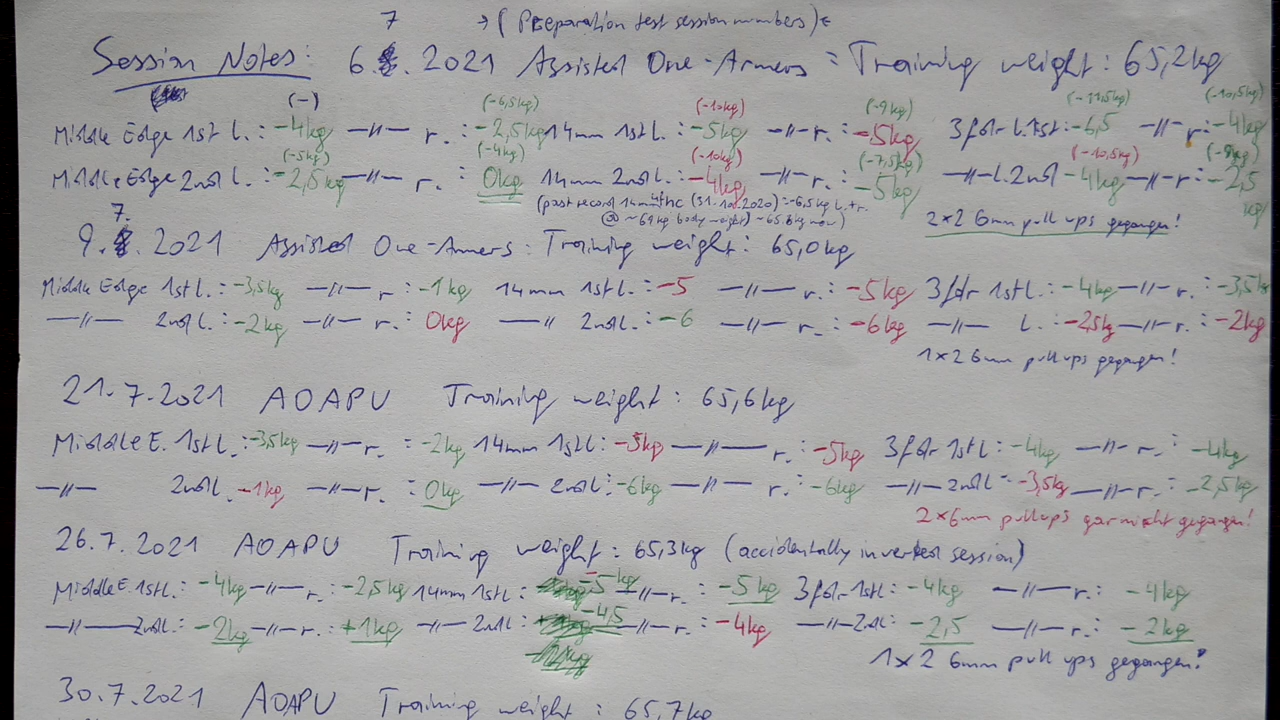 7 → (Preparation test session numbers) ←
Session Notes: 6. . 2021 Assisted One-Armers : Training weight: 65,2kg
(-) (-6,5kg) (-10kg) (-9kg) (-11,5kg) (-10,5kg)
Middle Edge 1st l. : -4kg —//— r. : -2,5kg 14mm 1st l. : -5kg —//— r. : -5kg 3fdr l. 1st : -6,5 —//— r. : -4kg
(-5kg) (-4kg) (-10kg) (-7,5kg) (-10,5kg) (-9kg)
Middle Edge 2nd l. : -2,5kg —//— r. : 0kg 14mm 2nd l. : -4kg —//— r. : -5kg —//— l. 2nd -4kg —//— r : -2,5 kg
(past record 14mm HC (31.10.2020) = -6,5kg l.+r.
@ ~64kg body weight) ~65.6kg now)
2×2 6mm pull ups gegangen!
7.
9. . 2021 Assisted One-Armers : Training weight: 65,0kg
Middle Edge 1st l. : -3,5kg —//— r. : -1kg 14mm 1st l. : -5 —//— r. : -5kg 3fdr 1st l. : -4kg —//— r. : -3,5k
—//— 2nd l. : -2kg —//— r. : 0kg —//— 2nd l. : -6 —//— r. : -6kg —//— l. : -2,5kg —//— r. : -2kg
1×2 6mm pull ups gegangen!
21.7.2021 AOAPU Training weight : 65,6kg
Middle E. 1st l. : -3,5kg —//— r. : -2kg 14mm 1st l. : -5kg —//— r. : -5kg 3fdr 1st l : -4kg —//— r. : -4kg
—//— 2nd l. -1kg —//— r. : 0kg —//— 2nd l. : -6kg —//— r. : -6kg —//— 2nd l -3,5kg —//— r. : -2,5kg
2×6mm pull ups gar nicht gegangen!
26.7.2021 AOAPU Training weight : 65,3kg (accidentally inverted session)
Middle E. 1st l. : -4kg —//— r. : -2,5kg 14mm 1st l. : -5kg —//— r. : -5kg 3fdr 1st l : -4kg —//— r. : -4kg
—//— 2nd l. : -2kg —//— r. : +1kg —//— 2nd l : -4,5 —//— r. : -4kg —//— 2nd : -2,5 —//— r. : -2kg
1×2 6mm pull ups gegangen!
30.7.2021 AOAPU Training weight : 65,7kg